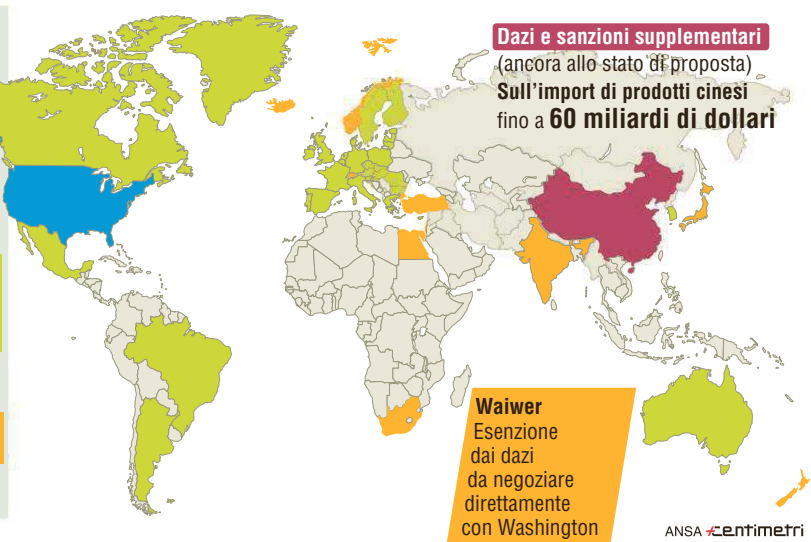 Dazi e sanzioni supplementari
(ancora allo stato di proposta)
Sull'import di prodotti cinesi
fino a 60 miliardi di dollari
Waiwer
Esenzione
dai dazi
da negoziare
direttamente
con Washington
ANSA centimetri